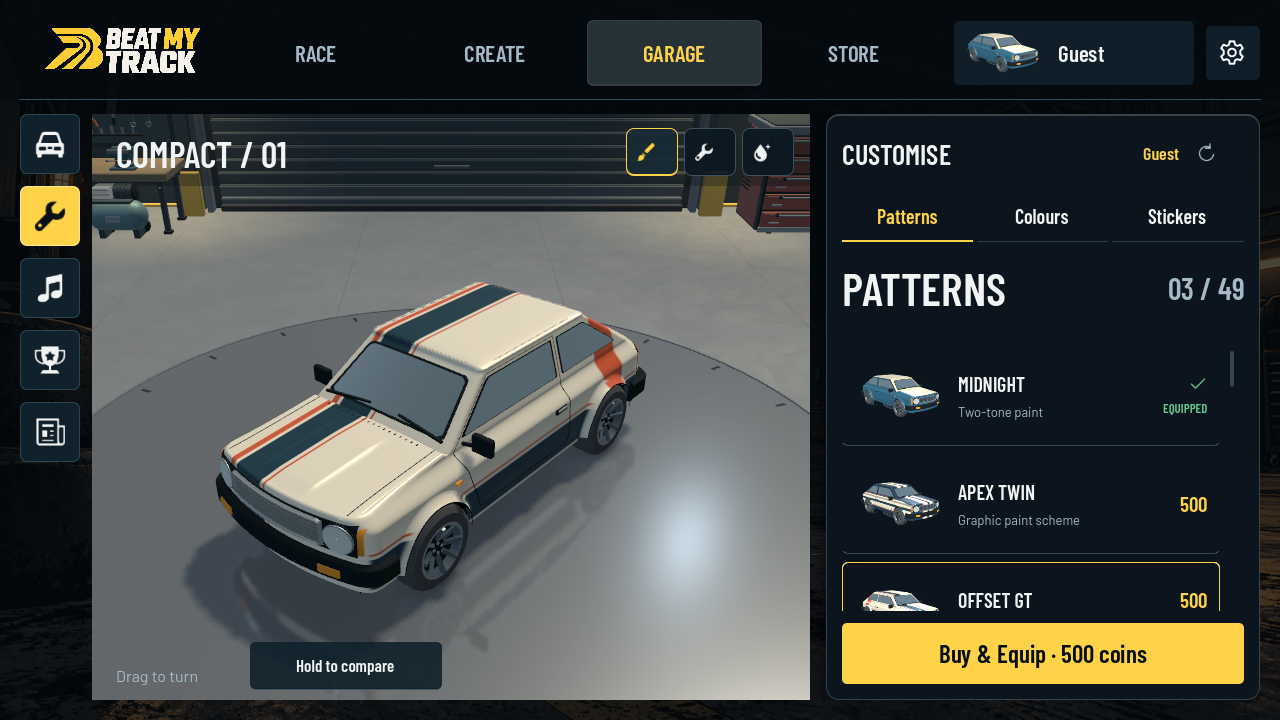 BEAT MY
TRACK
RACE
CREATE
GARAGE
STORE
Guest
COMPACT / 01
CUSTOMISE
Guest
Patterns
Colours
Stickers
PATTERNS
03 / 49
MIDNIGHT
Two-tone paint
EQUIPPED
APEX TWIN
Graphic paint scheme
500
OFFSET GT
500
Buy & Equip · 500 coins
Hold to compare
Drag to turn